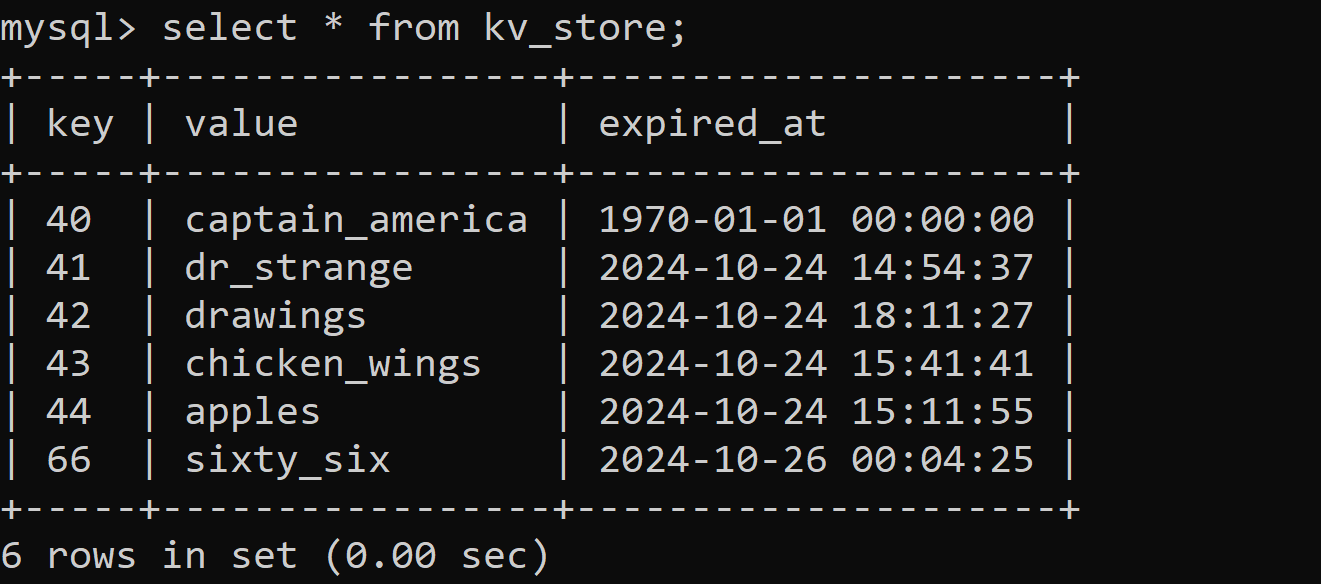 mysql> select * from kv_store;
+-----+-----------------+---------------------+
| key | value           | expired_at          |
+-----+-----------------+---------------------+
| 40  | captain_america | 1970-01-01 00:00:00 |
| 41  | dr_strange      | 2024-10-24 14:54:37 |
| 42  | drawings        | 2024-10-24 18:11:27 |
| 43  | chicken_wings   | 2024-10-24 15:41:41 |
| 44  | apples          | 2024-10-24 15:11:55 |
| 66  | sixty_six       | 2024-10-26 00:04:25 |
+-----+-----------------+---------------------+
6 rows in set (0.00 sec)